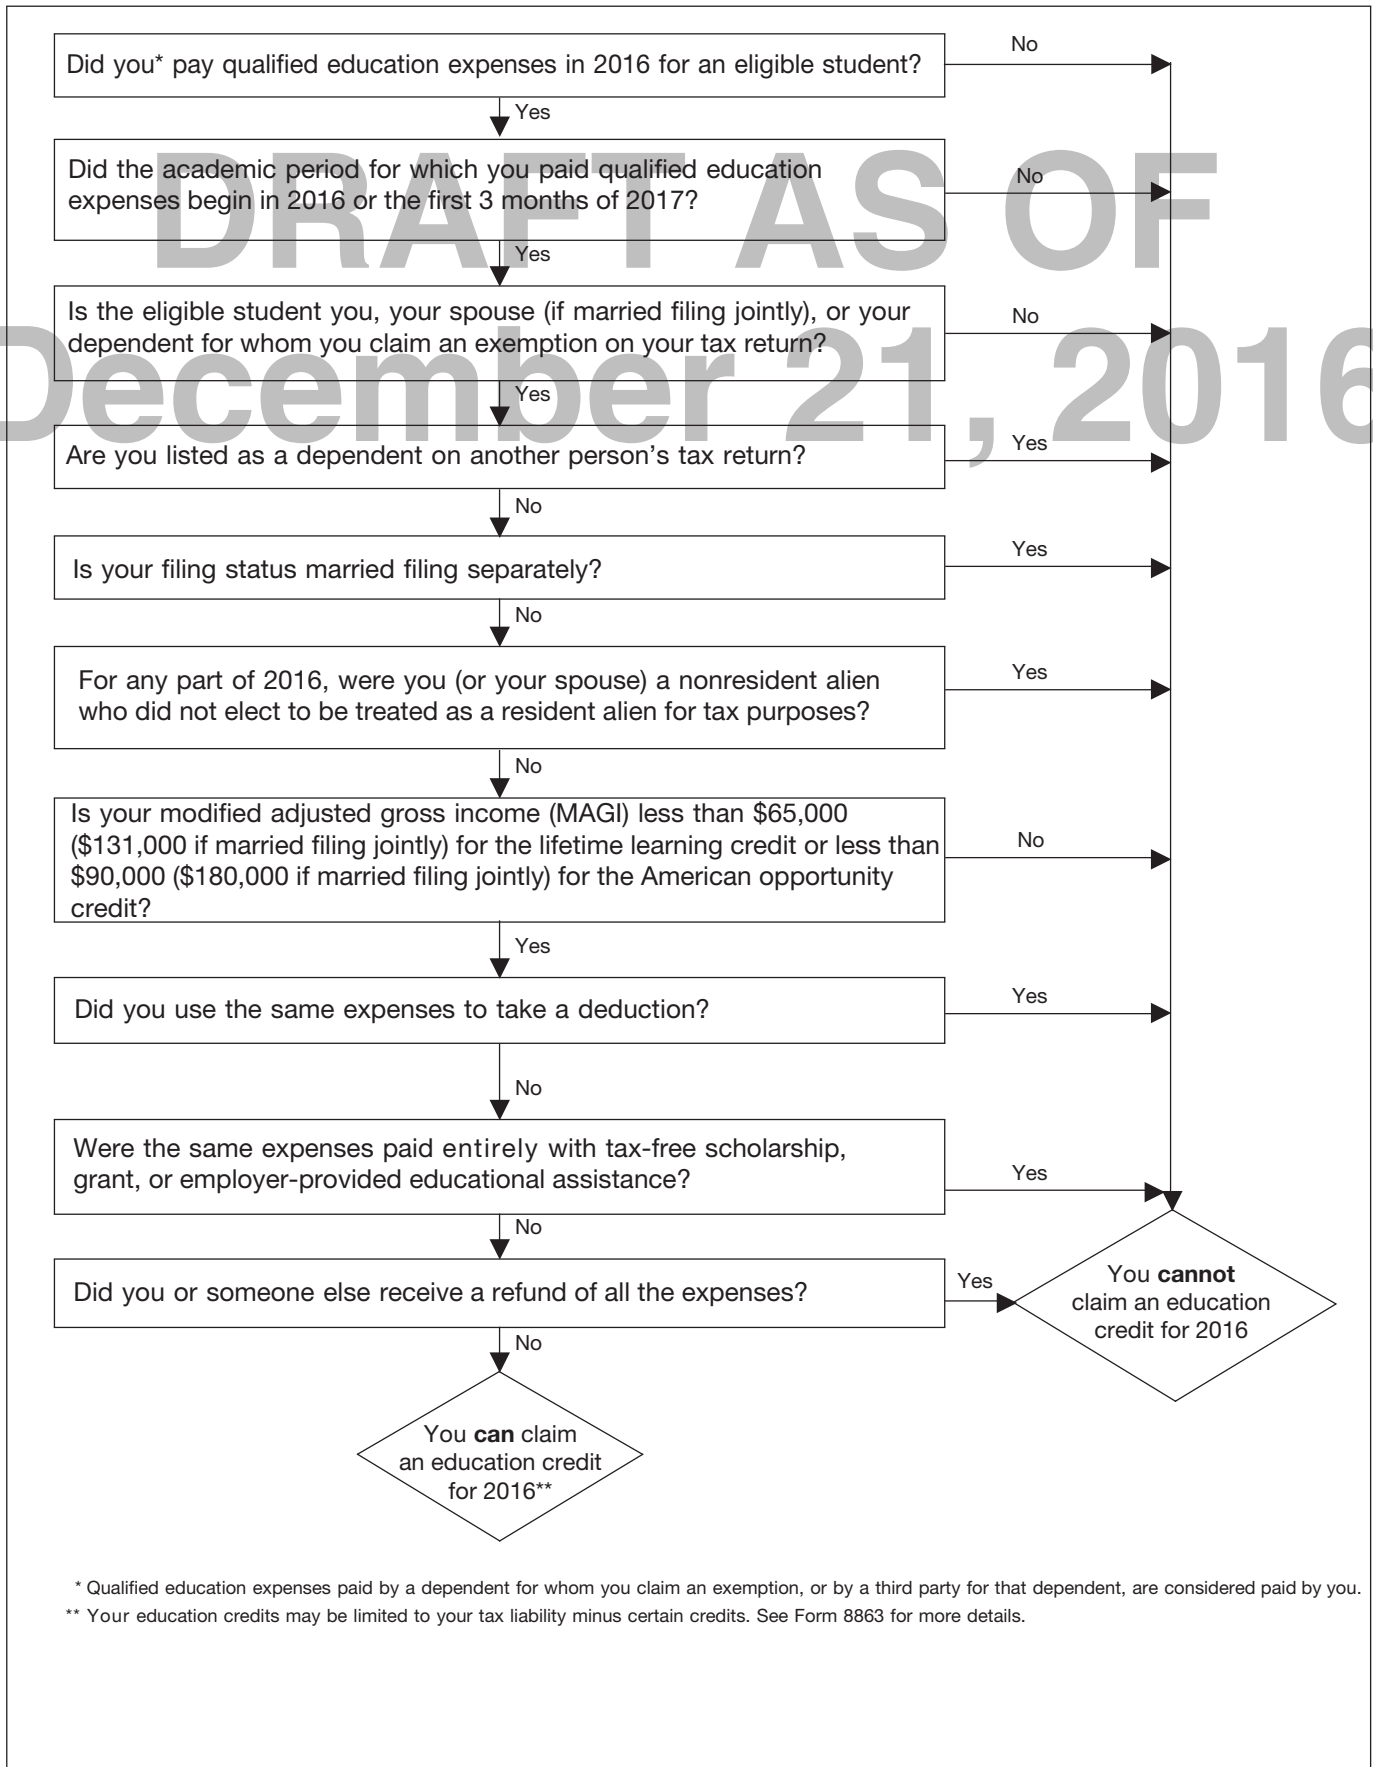 Did you* pay qualified education expenses in 2016 for an eligible student?
No
Yes
Did the academic period for which you paid qualified education
expenses begin in 2016 or the first 3 months of 2017?
No
DRAFT AS OF
Yes
Is the eligible student you, your spouse (if married filing jointly), or your
dependent for whom you claim an exemption on your tax return?
No
December 21, 2016
Yes
Are you listed as a dependent on another person's tax return?
Yes
No
Is your filing status married filing separately?
Yes
No
For any part of 2016, were you (or your spouse) a nonresident alien
who did not elect to be treated as a resident alien for tax purposes?
Yes
No
Is your modified adjusted gross income (MAGI) less than $65,000
($131,000 if married filing jointly) for the lifetime learning credit or less than
$90,000 ($180,000 if married filing jointly) for the American opportunity
credit?
No
Yes
Did you use the same expenses to take a deduction?
Yes
No
Were the same expenses paid entirely with tax-free scholarship,
grant, or employer-provided educational assistance?
Yes
No
Did you or someone else receive a refund of all the expenses?
Yes
You cannot
claim an education
credit for 2016
No
You can claim
an education credit
for 2016**
* Qualified education expenses paid by a dependent for whom you claim an exemption, or by a third party for that dependent, are considered paid by you.
** Your education credits may be limited to your tax liability minus certain credits. See Form 8863 for more details.